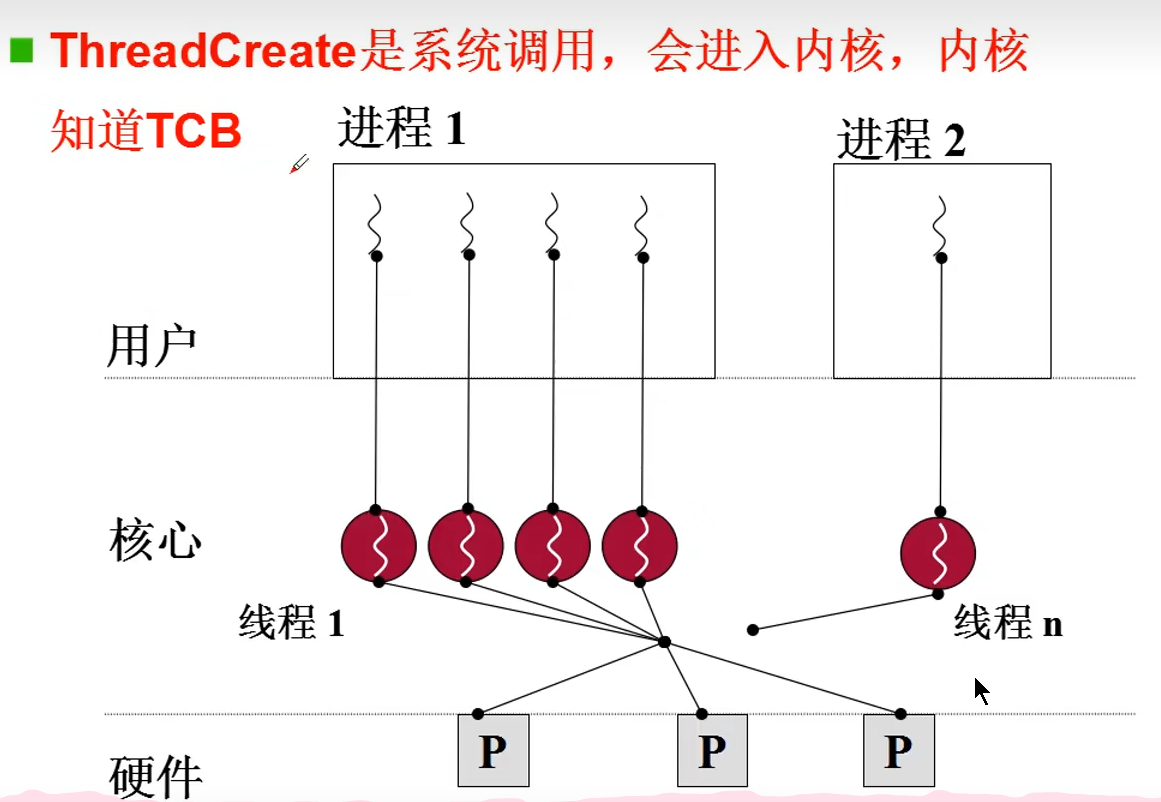 ThreadCreate是系统调用，会进入内核，内核
知道TCB
进程 1
进程 2
用户
核心
线程 1
线程 n
P
P
P
硬件